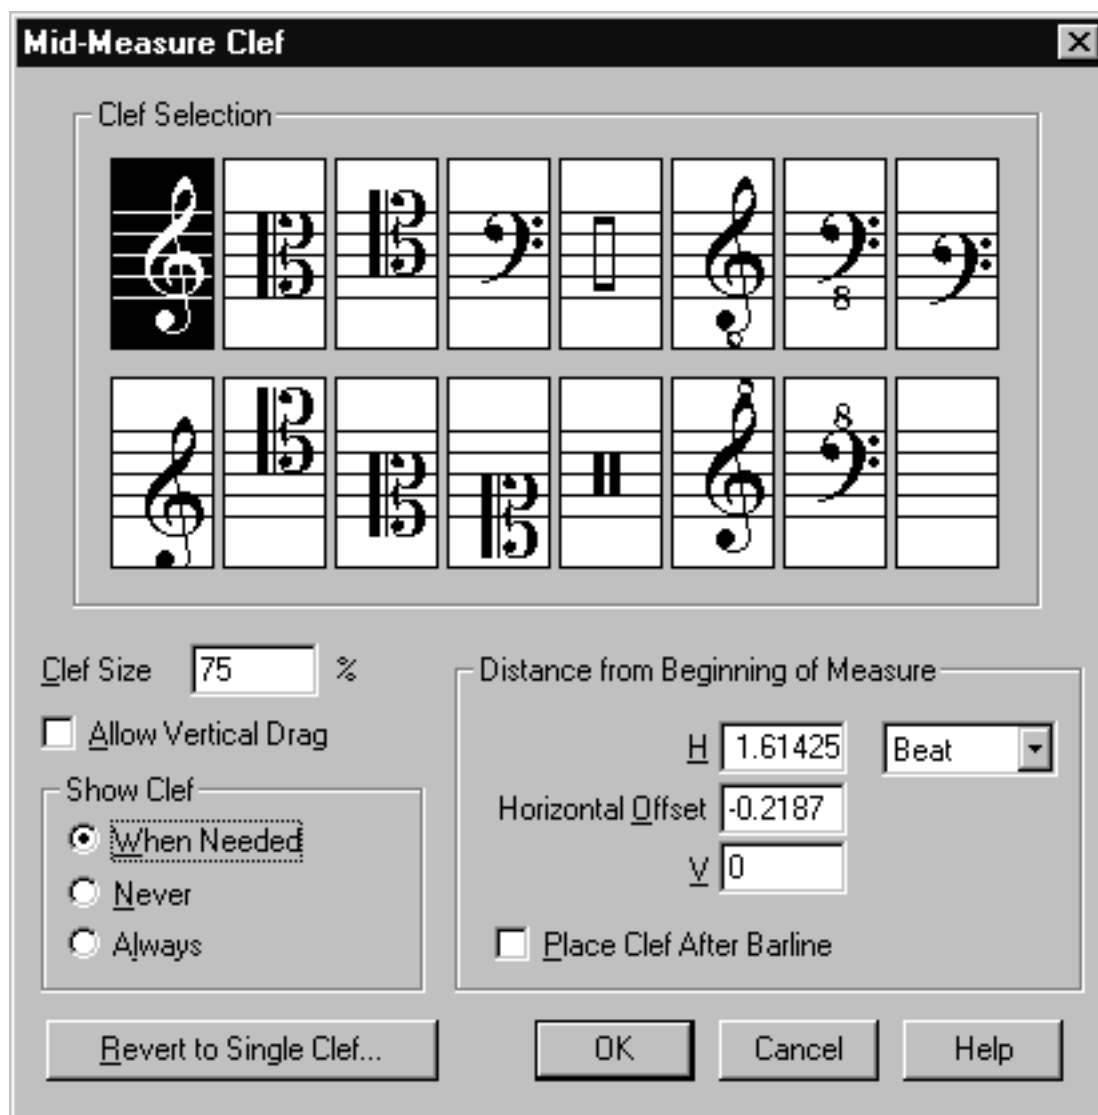 Mid-Measure Clef
Clef Selection
8
8
8
8
Clef Size 75 %
Allow Vertical Drag
Show Clef
When Needed
Never
Always
Distance from Beginning of Measure
H 1.61425 Beat
Horizontal Offset -0.2187
V 0
Place Clef After Barline
Revert to Single Clef... OK Cancel Help